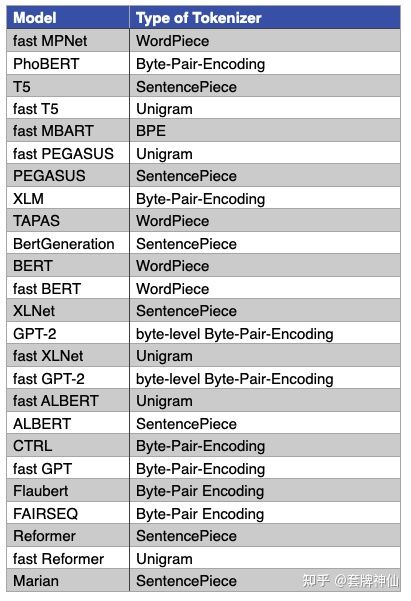 Model Type of Tokenizer
fast MPNet WordPiece
PhoBERT Byte-Pair-Encoding
T5 SentencePiece
fast T5 Unigram
fast MBART BPE
fast PEGASUS Unigram
PEGASUS SentencePiece
XLM Byte-Pair-Encoding
TAPAS WordPiece
BertGeneration SentencePiece
BERT WordPiece
fast BERT WordPiece
XLNet SentencePiece
GPT-2 byte-level Byte-Pair-Encoding
fast XLNet Unigram
fast GPT-2 byte-level Byte-Pair-Encoding
fast ALBERT Unigram
ALBERT SentencePiece
CTRL Byte-Pair-Encoding
fast GPT Byte-Pair-Encoding
Flaubert Byte-Pair Encoding
FAIRSEQ Byte-Pair Encoding
Reformer SentencePiece
fast Reformer Unigram
Marian SentencePiece
知乎 @套牌神仙